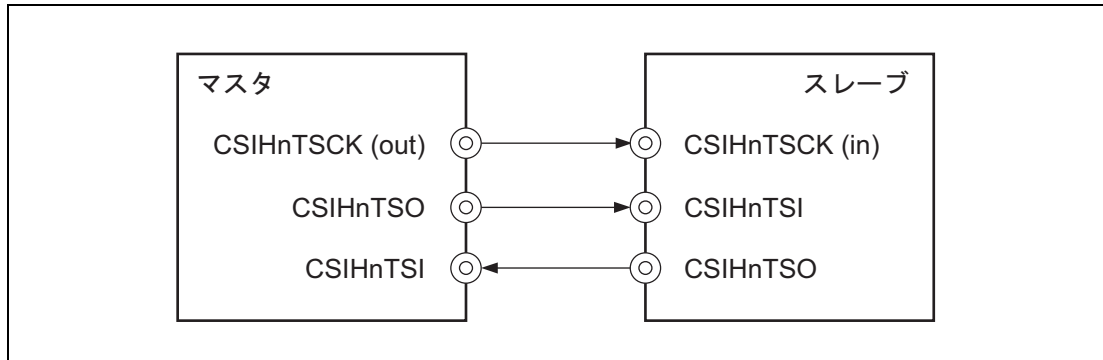 マスタ
CSIHnTSCK (out)
CSIHnTSO
CSIHnTSI
スレーブ
CSIHnTSCK (in)
CSIHnTSI
CSIHnTSO